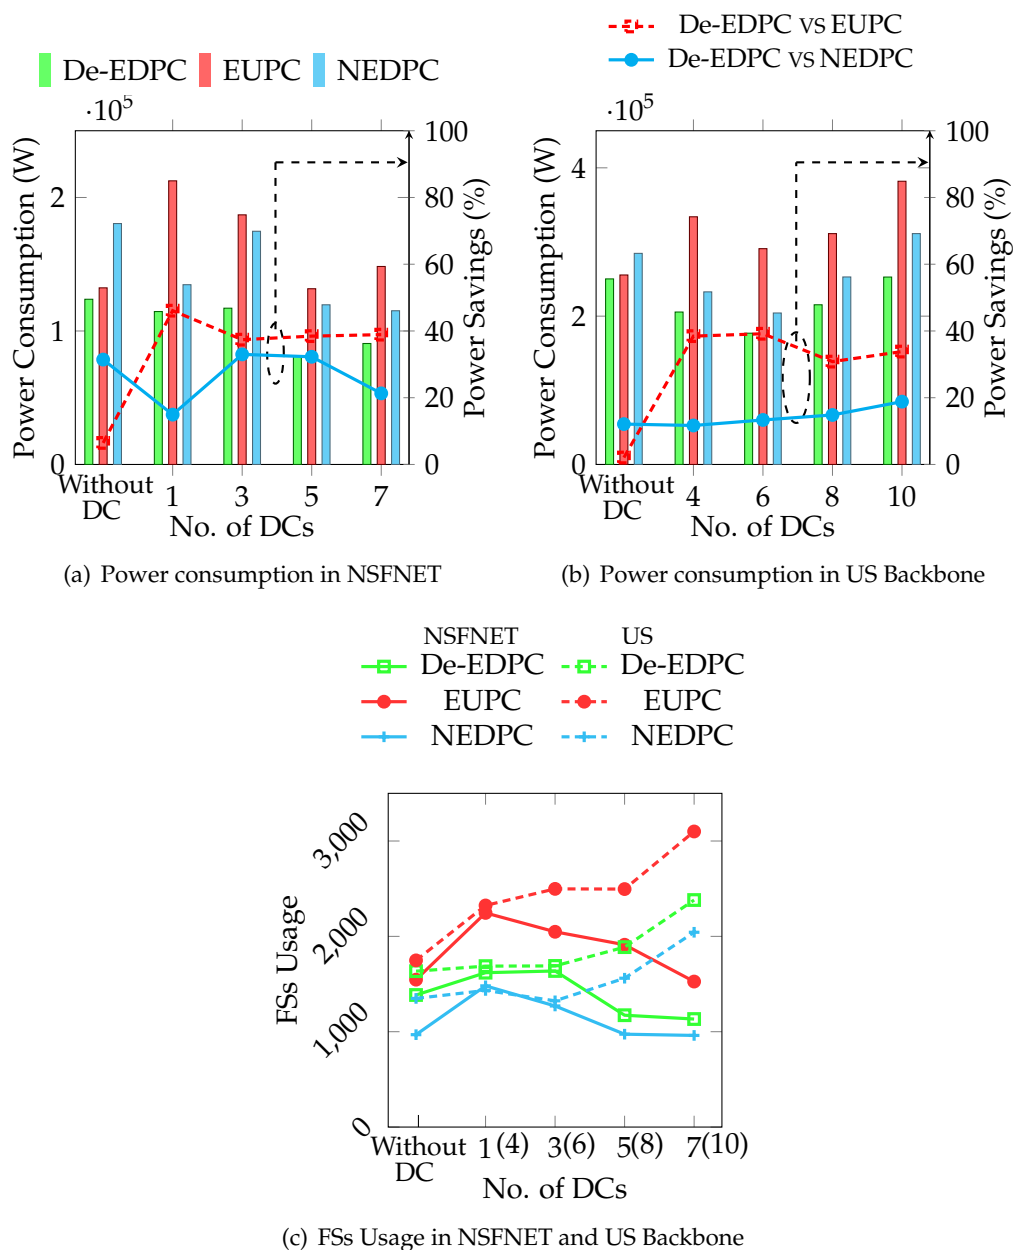 De-EDPC VS EUPC
De-EDPC VS NEDPC
De-EDPC EUPC NEDPC
·10^5
Power Consumption (W)
0
1
2
Power Savings (%)
0
20
40
60
80
100
Without DC
1
3
5
7
No. of DCs
(a) Power consumption in NSFNET
·10^5
Power Consumption (W)
0
2
4
Power Savings (%)
0
20
40
60
80
100
Without DC
4
6
8
10
No. of DCs
(b) Power consumption in US Backbone
NSFNET US
De-EDPC De-EDPC
EUPC EUPC
NEDPC NEDPC
FSs Usage
0
1,000
2,000
3,000
Without DC
1(4)
3(6)
5(8)
7(10)
No. of DCs
(c) FSs Usage in NSFNET and US Backbone